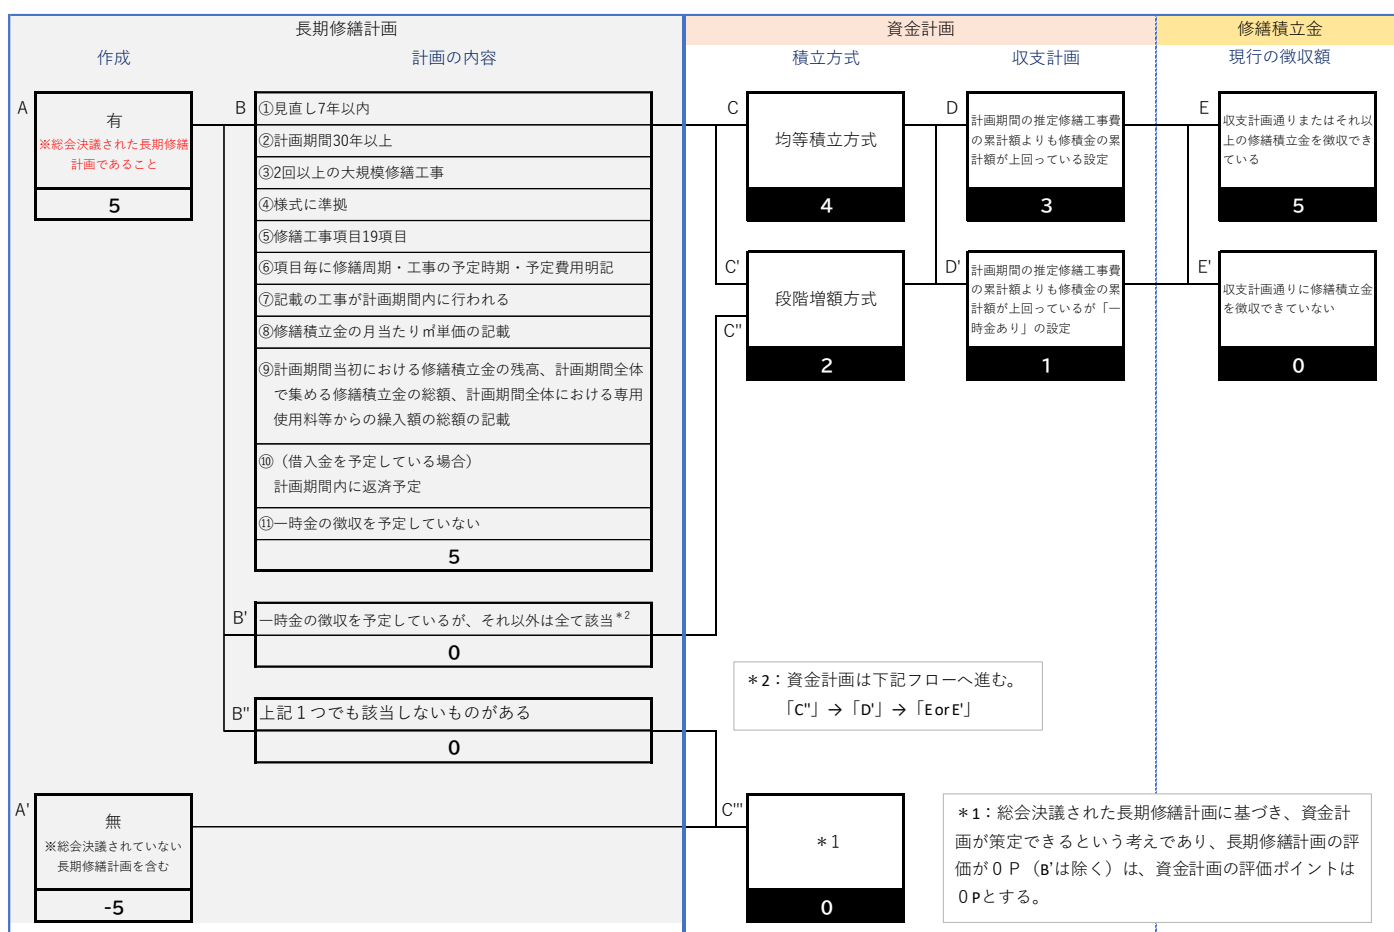 長期修繕計画
資金計画
修繕積立金
作成
計画の内容
積立方式
収支計画
現行の徴収額
A
有
※総会決議された長期修繕
計画であること
5
B
①見直し7年以内
②計画期間30年以上
③2回以上の大規模修繕工事
④様式に準拠
⑤修繕工事項目19項目
⑥項目毎に修繕周期・工事の予定時期・予定費用明記
⑦記載の工事が計画期間内に行われる
⑧修繕積立金の月当たり㎡単価の記載
⑨計画期間当初における修繕積立金の残高、計画期間全体
で集める修繕積立金の総額、計画期間全体における専用
使用料等からの繰入額の総額の記載
⑩（借入金を予定している場合）
計画期間内に返済予定
⑪一時金の徴収を予定していない
5
C
均等積立方式
4
D
計画期間の推定修繕工事費
の累計額よりも修積金の累
計額が上回っている設定
3
E
収支計画通りまたはそれ以
上の修繕積立金を徴収でき
ている
5
C'
C"
段階増額方式
2
D'
計画期間の推定修繕工事費
の累計額よりも修積金の累
計額が上回っているが「一
時金あり」の設定
1
E'
収支計画通りに修繕積立金
を徴収できていない
0
B'
一時金の徴収を予定しているが、それ以外は全て該当*2
0
B"
上記１つでも該当しないものがある
0
＊2：資金計画は下記フローへ進む。
「C"」→「D'」→「E or E'」
A'
無
※総会決議されていない
長期修繕計画を含む
-5
C'''
＊1
0
＊1：総会決議された長期修繕計画に基づき、資金計
画が策定できるという考えであり、長期修繕計画の評
価が０Ｐ（B'は除く）は、資金計画の評価ポイントは
０Pとする。